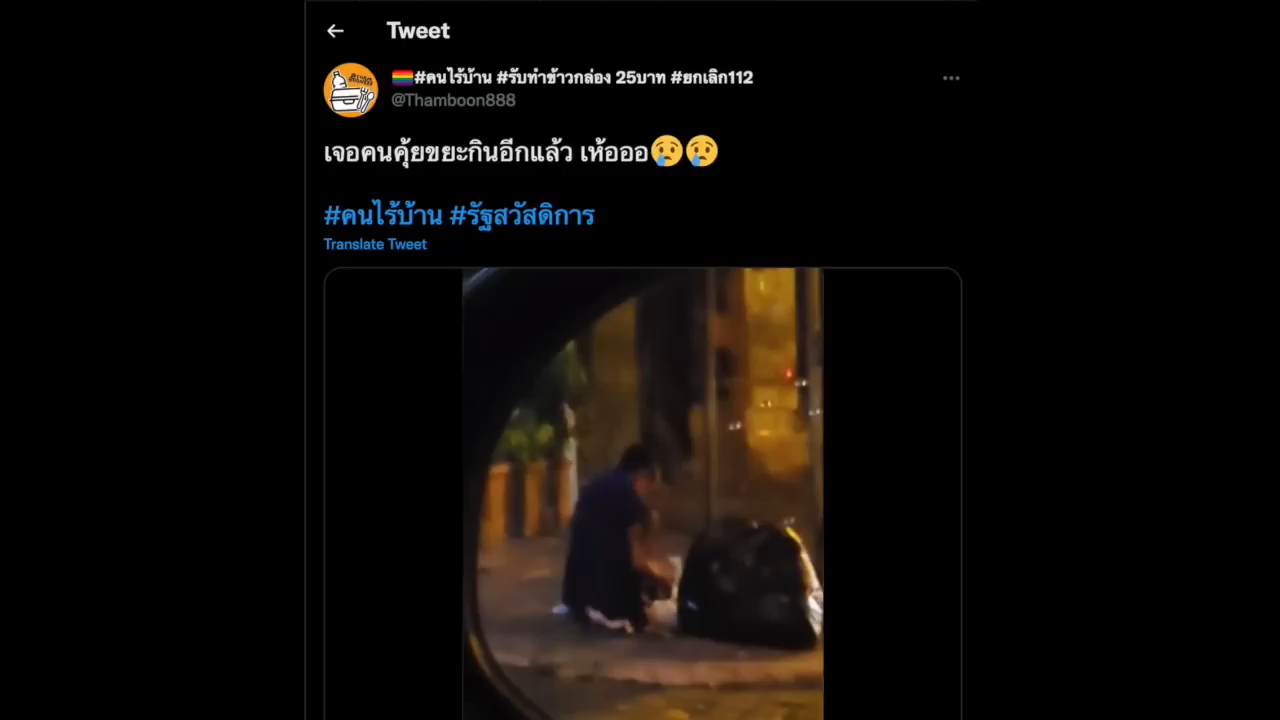 Tweet
#คนไร้บ้าน #รับทำข้าวกล่อง 25บาท #ยกเลิก112
@Thamboon888
เจอคนคุ้ยขยะกินอีกแล้ว เห้อออ😢😢
#คนไร้บ้าน #รัฐสวัสดิการ
Translate Tweet